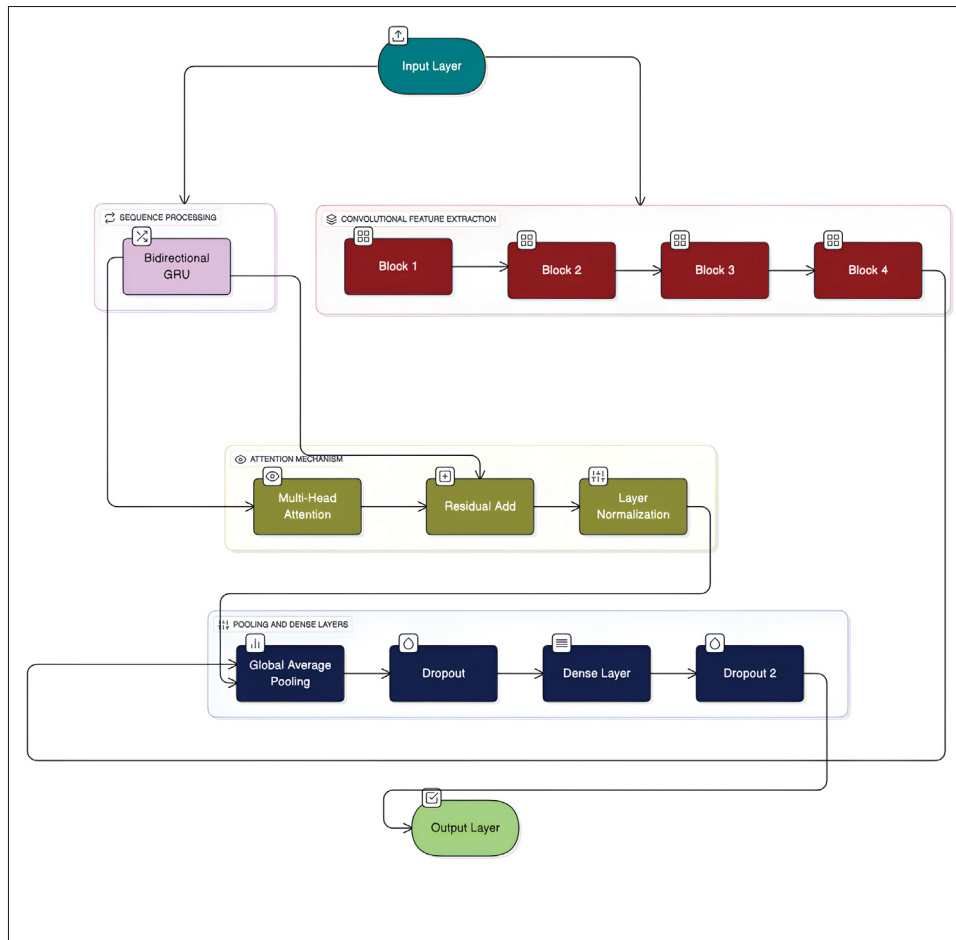 Input Layer
SEQUENCE PROCESSING
Bidirectional
GRU
CONVOLUTIONAL FEATURE EXTRACTION
Block 1
Block 2
Block 3
Block 4
ATTENTION MECHANISM
Multi-Head
Attention
Residual Add
Layer
Normalization
POOLING AND DENSE LAYERS
Global Average
Pooling
Dropout
Dense Layer
Dropout 2
Output Layer